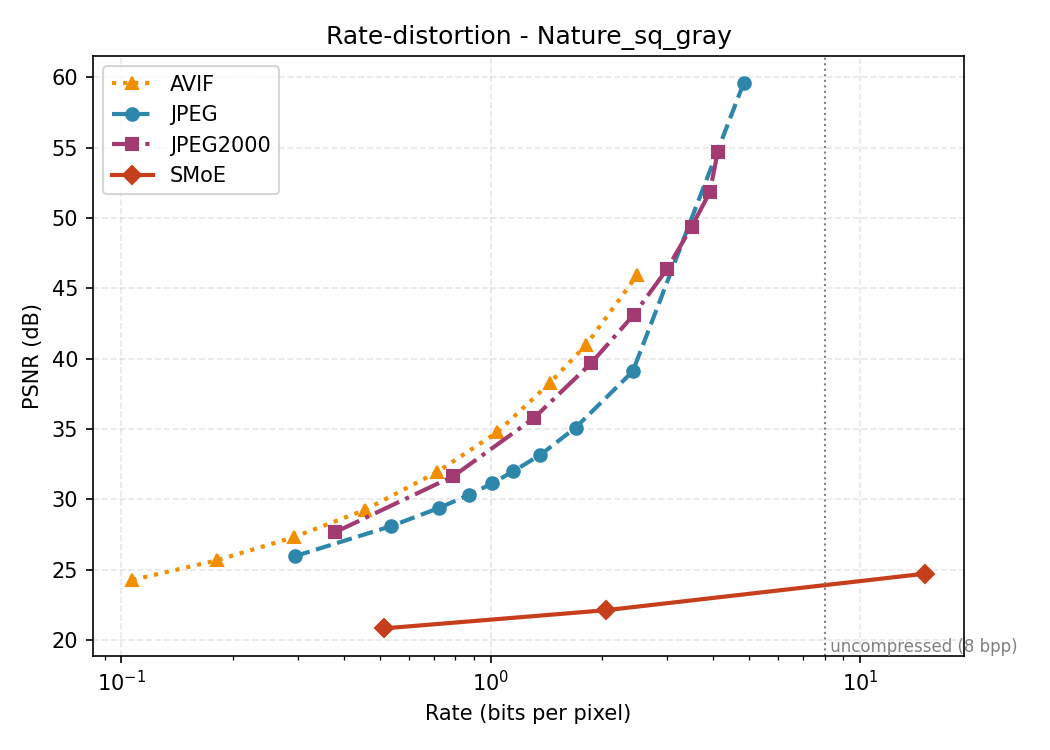 Rate-distortion - Nature_sq_gray
AVIF
JPEG
JPEG2000
SMoE
PSNR (dB)
60
55
50
45
40
35
30
25
20
uncompressed (8 bpp)
10⁻¹
10⁰
10¹
Rate (bits per pixel)